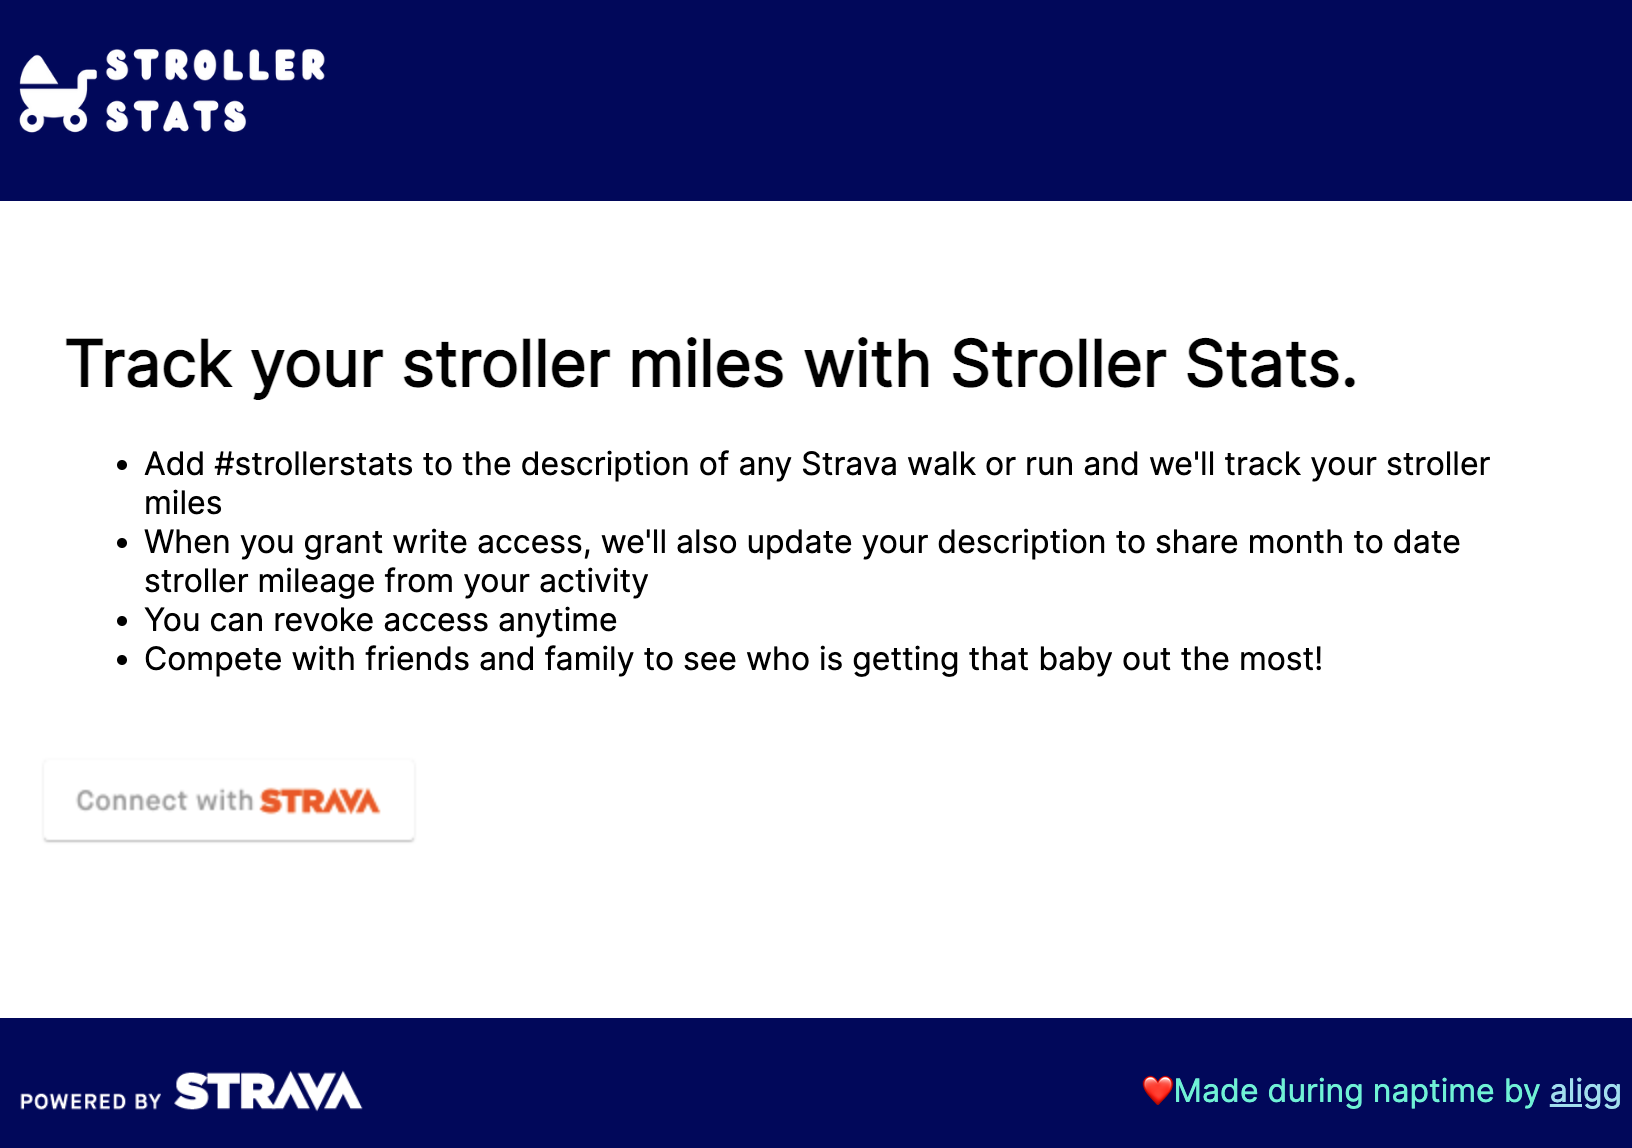 STROLLER
STATS
Track your stroller miles with Stroller Stats.
• Add #strollerstats to the description of any Strava walk or run and we'll track your stroller
miles
• When you grant write access, we'll also update your description to share month to date
stroller mileage from your activity
• You can revoke access anytime
• Compete with friends and family to see who is getting that baby out the most!
Connect with STRAVA
POWERED BY STRAVA
❤️Made during naptime by aligg